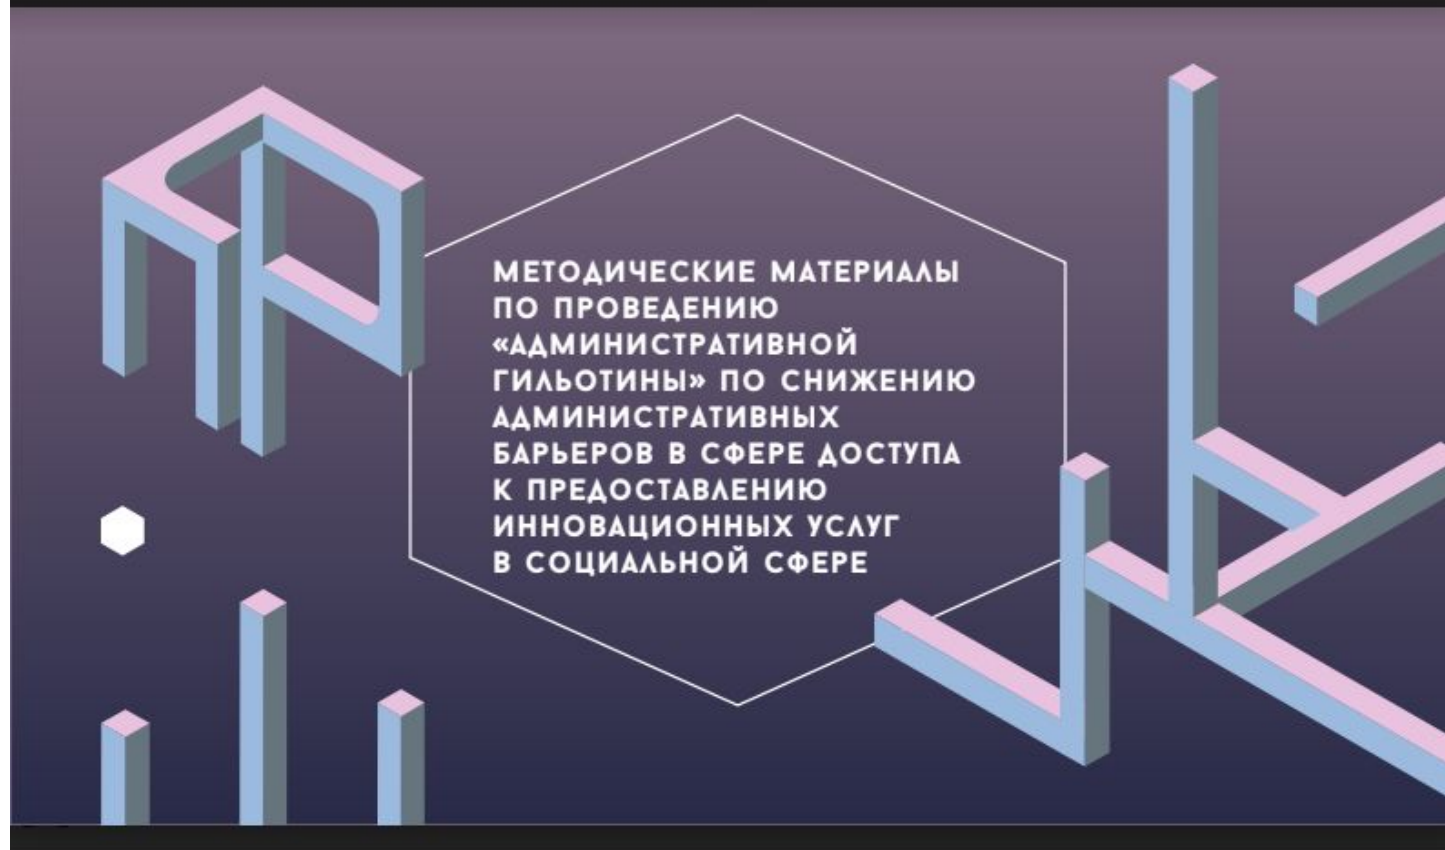 МЕТОДИЧЕСКИЕ МАТЕРИАЛЫ
ПО ПРОВЕДЕНИЮ
«АДМИНИСТРАТИВНОЙ
ГИЛЬОТИНЫ» ПО СНИЖЕНИЮ
АДМИНИСТРАТИВНЫХ
БАРЬЕРОВ В СФЕРЕ ДОСТУПА
К ПРЕДОСТАВЛЕНИЮ
ИННОВАЦИОННЫХ УСЛУГ
В СОЦИАЛЬНОЙ СФЕРЕ